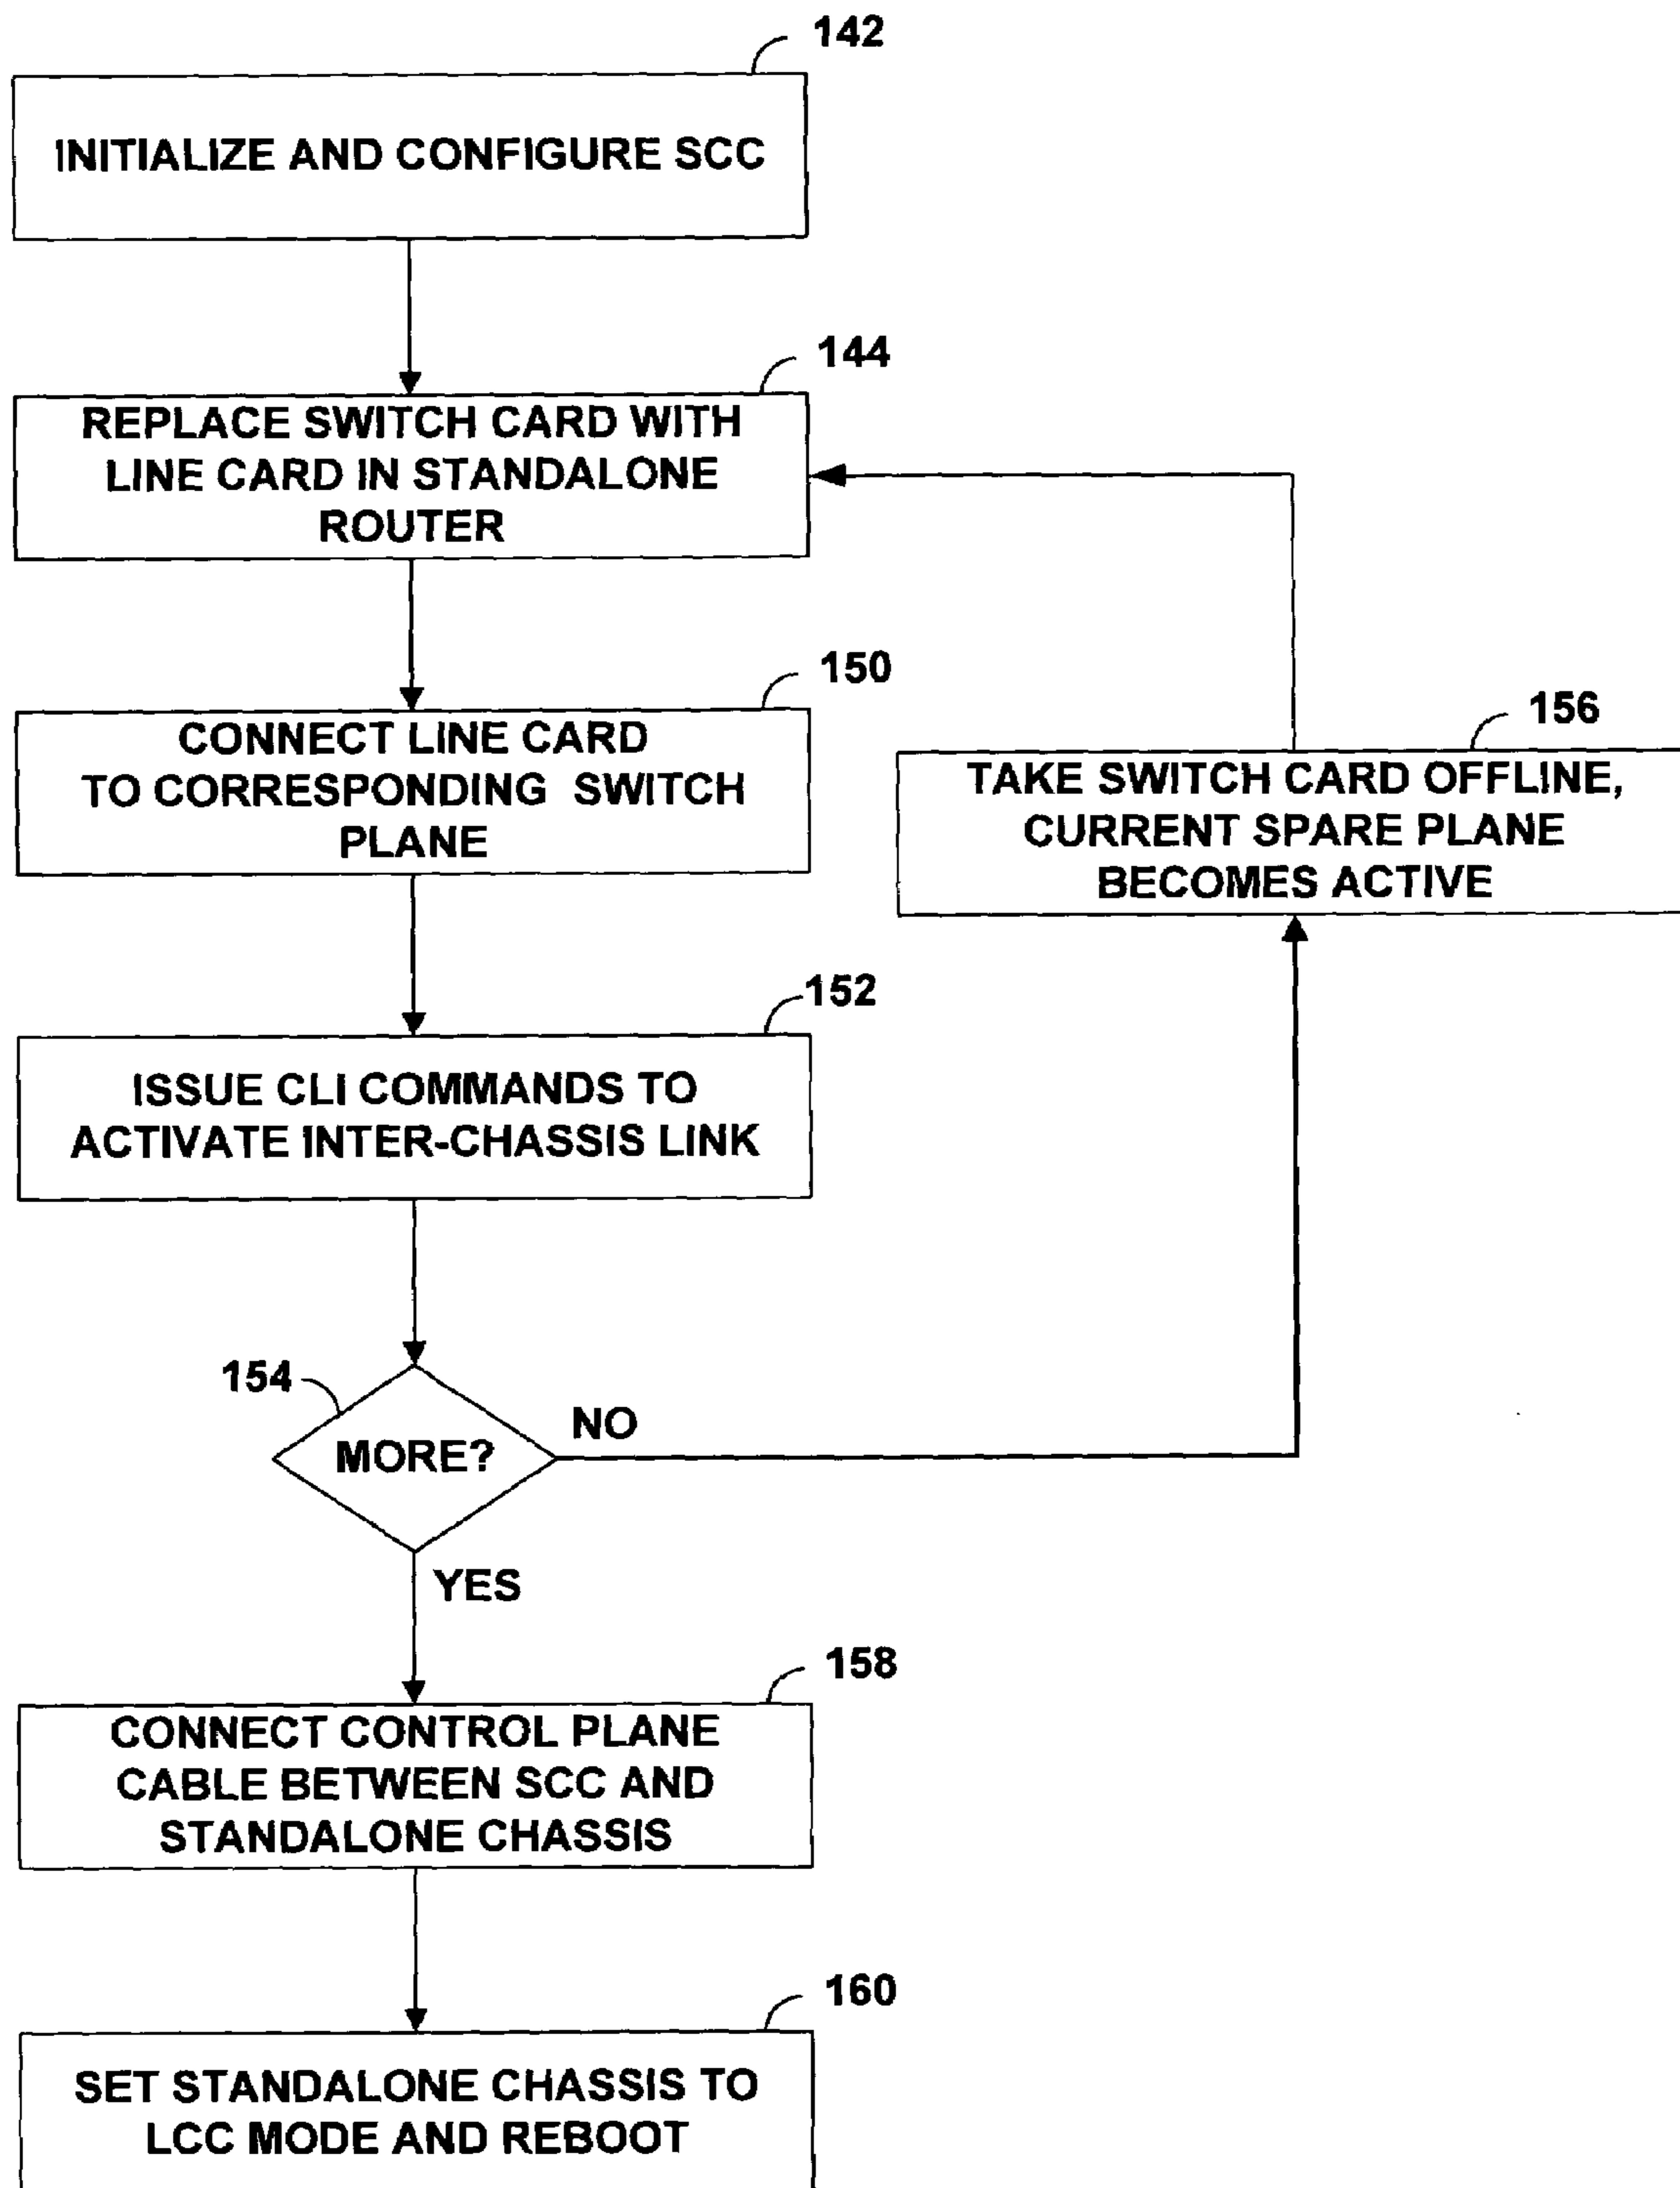 142
INITIALIZE AND CONFIGURE SCC
144
REPLACE SWITCH CARD WITH
LINE CARD IN STANDALONE
ROUTER
150
CONNECT LINE CARD
TO CORRESPONDING SWITCH
PLANE
156
TAKE SWITCH CARD OFFLINE,
CURRENT SPARE PLANE
BECOMES ACTIVE
152
ISSUE CLI COMMANDS TO
ACTIVATE INTER-CHASSIS LINK
154
MORE?
NO
YES
158
CONNECT CONTROL PLANE
CABLE BETWEEN SCC AND
STANDALONE CHASSIS
160
SET STANDALONE CHASSIS TO
LCC MODE AND REBOOT